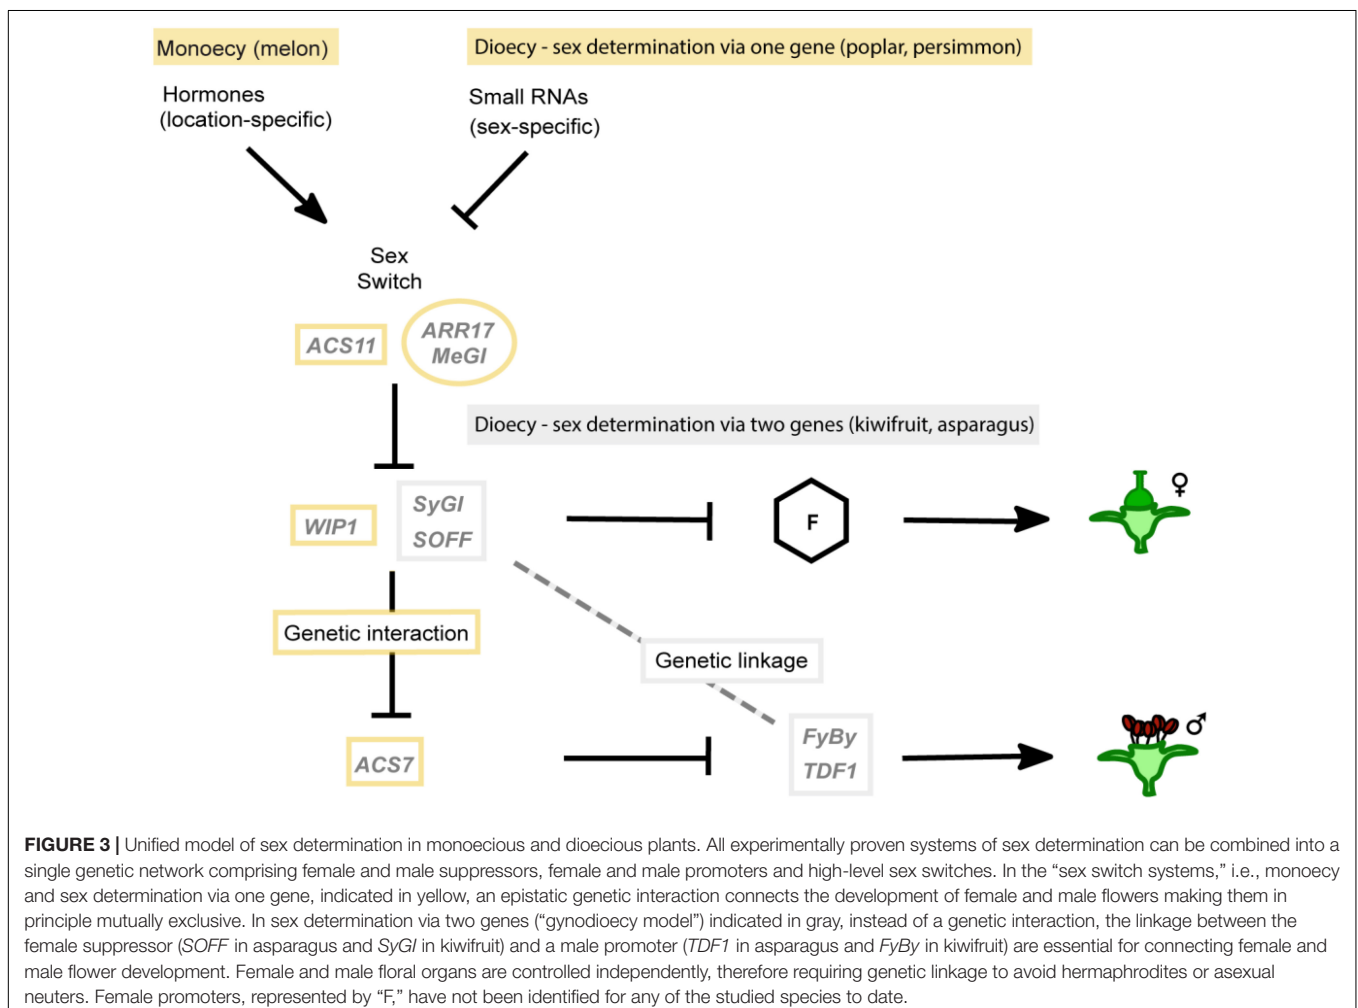 Monoecy (melon)
Dioecy - sex determination via one gene (poplar, persimmon)
Hormones
(location-specific)
Small RNAs
(sex-specific)
Sex
Switch
ACS11
ARR17
MeGI
Dioecy - sex determination via two genes (kiwifruit, asparagus)
WIP1
SyGI
SOFF
F
♀
Genetic interaction
Genetic linkage
ACS7
FyBy
TDF1
♂
FIGURE 3 | Unified model of sex determination in monoecious and dioecious plants. All experimentally proven systems of sex determination can be combined into a
single genetic network comprising female and male suppressors, female and male promoters and high-level sex switches. In the “sex switch systems,” i.e., monoecy
and sex determination via one gene, indicated in yellow, an epistatic genetic interaction connects the development of female and male flowers making them in
principle mutually exclusive. In sex determination via two genes (“gynodioecy model”) indicated in gray, instead of a genetic interaction, the linkage between the
female suppressor (SOFF in asparagus and SyGI in kiwifruit) and a male promoter (TDF1 in asparagus and FyBy in kiwifruit) are essential for connecting female and
male flower development. Female and male floral organs are controlled independently, therefore requiring genetic linkage to avoid hermaphrodites or asexual
neuters. Female promoters, represented by “F,” have not been identified for any of the studied species to date.